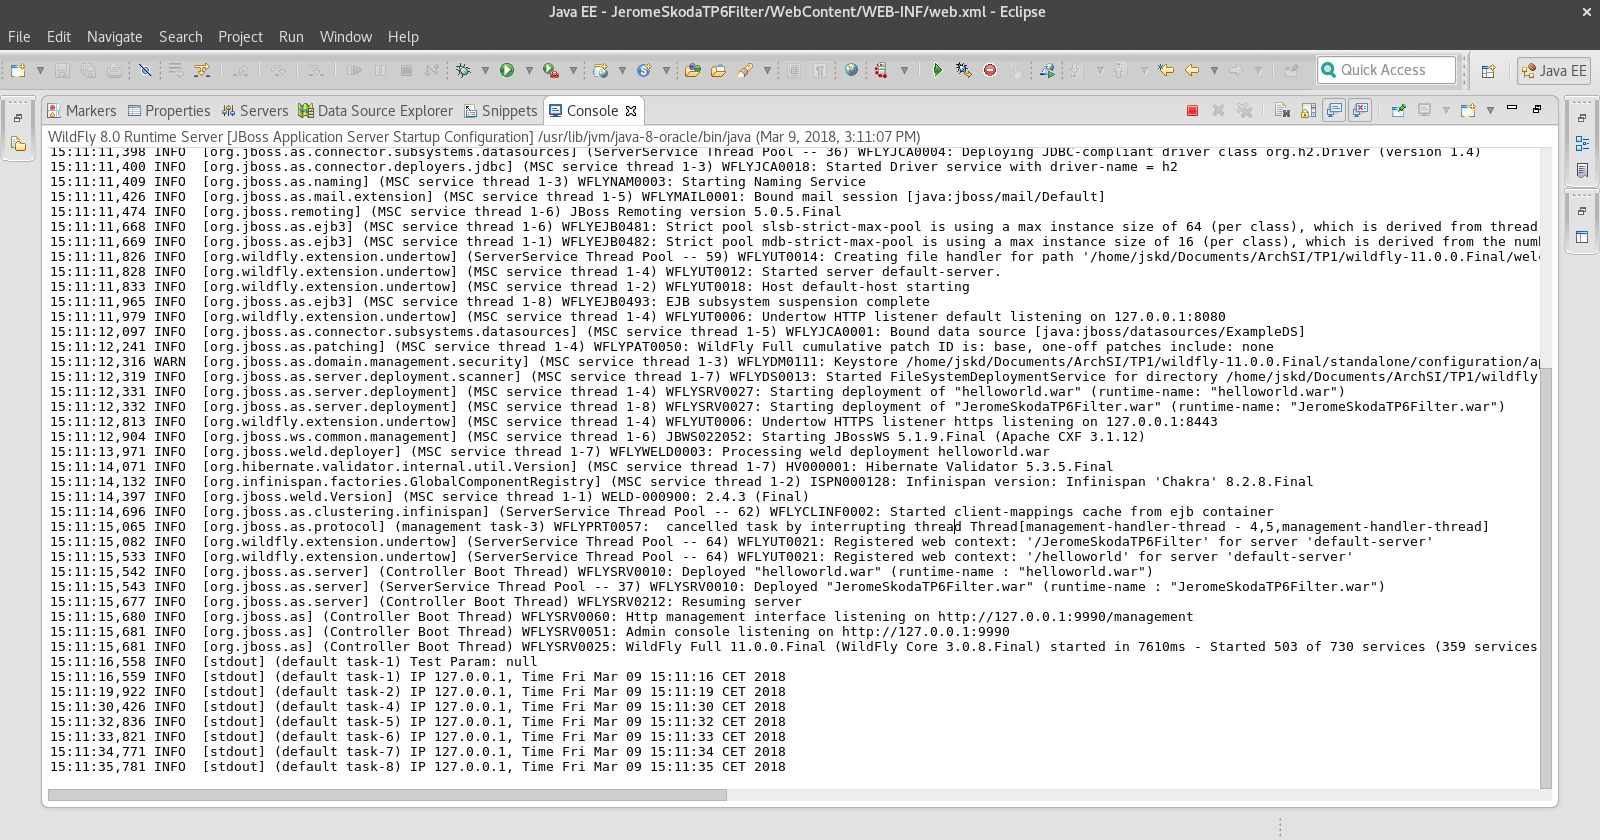 Java EE - JeromeSkodaTP6Filter/WebContent/WEB-INF/web.xml - Eclipse
File Edit Navigate Search Project Run Window Help
Quick Access
Java EE
Markers Properties Servers Data Source Explorer Snippets Console
WildFly 8.0 Runtime Server [JBoss Application Server Startup Configuration] /usr/lib/jvm/java-8-oracle/bin/java (Mar 9, 2018, 3:11:07 PM)
15:11:11,398 INFO  [org.jboss.as.connector.subsystems.datasources] (ServerService Thread Pool -- 36) WFLYJCA0004: Deploying JDBC-compliant driver class org.h2.Driver (version 1.4)
15:11:11,400 INFO  [org.jboss.as.connector.deployers.jdbc] (MSC service thread 1-3) WFLYJCA0018: Started Driver service with driver-name = h2
15:11:11,409 INFO  [org.jboss.as.naming] (MSC service thread 1-3) WFLYNAM0003: Starting Naming Service
15:11:11,426 INFO  [org.jboss.as.mail.extension] (MSC service thread 1-5) WFLYMAIL0001: Bound mail session [java:jboss/mail/Default]
15:11:11,474 INFO  [org.jboss.remoting] (MSC service thread 1-6) JBoss Remoting version 5.0.5.Final
15:11:11,668 INFO  [org.jboss.as.ejb3] (MSC service thread 1-6) WFLYEJB0481: Strict pool slsb-strict-max-pool is using a max instance size of 64 (per class), which is derived from thread
15:11:11,669 INFO  [org.jboss.as.ejb3] (MSC service thread 1-1) WFLYEJB0482: Strict pool mdb-strict-max-pool is using a max instance size of 16 (per class), which is derived from the num
15:11:11,826 INFO  [org.wildfly.extension.undertow] (ServerService Thread Pool -- 59) WFLYUT0014: Creating file handler for path '/home/jskd/Documents/ArchSI/TP1/wildfly-11.0.0.Final/wel
15:11:11,828 INFO  [org.wildfly.extension.undertow] (MSC service thread 1-4) WFLYUT0012: Started server default-server.
15:11:11,833 INFO  [org.wildfly.extension.undertow] (MSC service thread 1-2) WFLYUT0018: Host default-host starting
15:11:11,965 INFO  [org.jboss.as.ejb3] (MSC service thread 1-8) WFLYEJB0493: EJB subsystem suspension complete
15:11:11,979 INFO  [org.wildfly.extension.undertow] (MSC service thread 1-4) WFLYUT0006: Undertow HTTP listener default listening on 127.0.0.1:8080
15:11:12,097 INFO  [org.jboss.as.connector.subsystems.datasources] (MSC service thread 1-5) WFLYJCA0001: Bound data source [java:jboss/datasources/ExampleDS]
15:11:12,241 INFO  [org.jboss.as.patching] (MSC service thread 1-4) WFLYPAT0050: WildFly Full cumulative patch ID is: base, one-off patches include: none
15:11:12,316 WARN  [org.jboss.as.domain.management.security] (MSC service thread 1-3) WFLYDM0111: Keystore /home/jskd/Documents/ArchSI/TP1/wildfly-11.0.0.Final/standalone/configuration/a
15:11:12,319 INFO  [org.jboss.as.server.deployment.scanner] (MSC service thread 1-7) WFLYDS0013: Started FileSystemDeploymentService for directory /home/jskd/Documents/ArchSI/TP1/wildfly
15:11:12,331 INFO  [org.jboss.as.server.deployment] (MSC service thread 1-4) WFLYSRV0027: Starting deployment of "helloworld.war" (runtime-name: "helloworld.war")
15:11:12,332 INFO  [org.jboss.as.server.deployment] (MSC service thread 1-8) WFLYSRV0027: Starting deployment of "JeromeSkodaTP6Filter.war" (runtime-name: "JeromeSkodaTP6Filter.war")
15:11:12,813 INFO  [org.wildfly.extension.undertow] (MSC service thread 1-4) WFLYUT0006: Undertow HTTPS listener https listening on 127.0.0.1:8443
15:11:12,904 INFO  [org.jboss.ws.common.management] (MSC service thread 1-6) JBWS022052: Starting JBossWS 5.1.9.Final (Apache CXF 3.1.12)
15:11:13,971 INFO  [org.jboss.weld.deployer] (MSC service thread 1-7) WFLYWELD0003: Processing weld deployment helloworld.war
15:11:14,071 INFO  [org.hibernate.validator.internal.util.Version] (MSC service thread 1-7) HV000001: Hibernate Validator 5.3.5.Final
15:11:14,132 INFO  [org.infinispan.factories.GlobalComponentRegistry] (MSC service thread 1-2) ISPN000128: Infinispan version: Infinispan 'Chakra' 8.2.8.Final
15:11:14,397 INFO  [org.jboss.weld.Version] (MSC service thread 1-1) WELD-000900: 2.4.3 (Final)
15:11:14,696 INFO  [org.jboss.as.clustering.infinispan] (ServerService Thread Pool -- 62) WFLYCLINF0002: Started client-mappings cache from ejb container
15:11:15,065 INFO  [org.jboss.as.protocol] (management task-3) WFLYPRT0057:  cancelled task by interrupting thread Thread[management-handler-thread - 4,5,management-handler-thread]
15:11:15,082 INFO  [org.wildfly.extension.undertow] (ServerService Thread Pool -- 64) WFLYUT0021: Registered web context: '/JeromeSkodaTP6Filter' for server 'default-server'
15:11:15,533 INFO  [org.wildfly.extension.undertow] (ServerService Thread Pool -- 64) WFLYUT0021: Registered web context: '/helloworld' for server 'default-server'
15:11:15,542 INFO  [org.jboss.as.server] (Controller Boot Thread) WFLYSRV0010: Deployed "helloworld.war" (runtime-name : "helloworld.war")
15:11:15,543 INFO  [org.jboss.as.server] (ServerService Thread Pool -- 37) WFLYSRV0010: Deployed "JeromeSkodaTP6Filter.war" (runtime-name : "JeromeSkodaTP6Filter.war")
15:11:15,677 INFO  [org.jboss.as.server] (Controller Boot Thread) WFLYSRV0212: Resuming server
15:11:15,680 INFO  [org.jboss.as] (Controller Boot Thread) WFLYSRV0060: Http management interface listening on http://127.0.0.1:9990/management
15:11:15,681 INFO  [org.jboss.as] (Controller Boot Thread) WFLYSRV0051: Admin console listening on http://127.0.0.1:9990
15:11:15,681 INFO  [org.jboss.as] (Controller Boot Thread) WFLYSRV0025: WildFly Full 11.0.0.Final (WildFly Core 3.0.8.Final) started in 7610ms - Started 503 of 730 services (359 services
15:11:16,558 INFO  [stdout] (default task-1) Test Param: null
15:11:16,559 INFO  [stdout] (default task-1) IP 127.0.0.1, Time Fri Mar 09 15:11:16 CET 2018
15:11:19,922 INFO  [stdout] (default task-2) IP 127.0.0.1, Time Fri Mar 09 15:11:19 CET 2018
15:11:30,426 INFO  [stdout] (default task-4) IP 127.0.0.1, Time Fri Mar 09 15:11:30 CET 2018
15:11:32,836 INFO  [stdout] (default task-5) IP 127.0.0.1, Time Fri Mar 09 15:11:32 CET 2018
15:11:33,821 INFO  [stdout] (default task-6) IP 127.0.0.1, Time Fri Mar 09 15:11:33 CET 2018
15:11:34,771 INFO  [stdout] (default task-7) IP 127.0.0.1, Time Fri Mar 09 15:11:34 CET 2018
15:11:35,781 INFO  [stdout] (default task-8) IP 127.0.0.1, Time Fri Mar 09 15:11:35 CET 2018